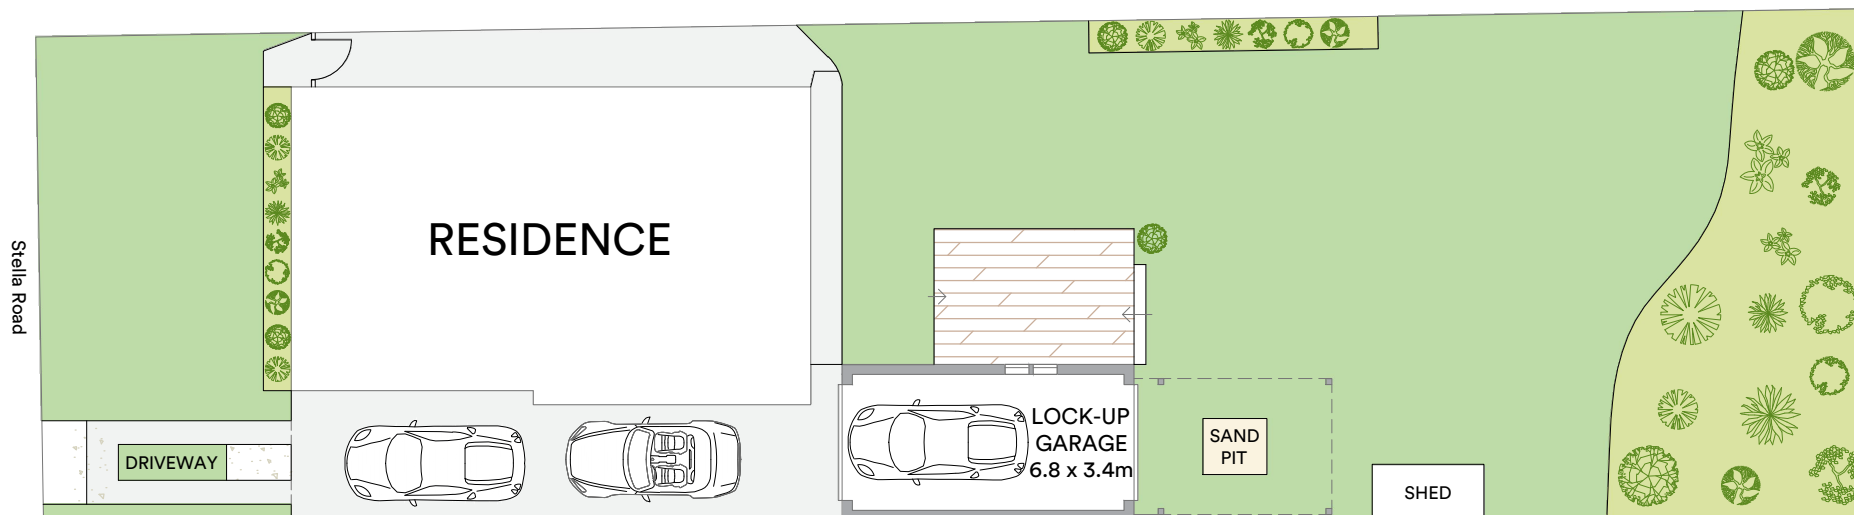 Stella Road
RESIDENCE
DRIVEWAY
LOCK-UP
GARAGE
6.8 x 3.4m
SAND
PIT
SHED